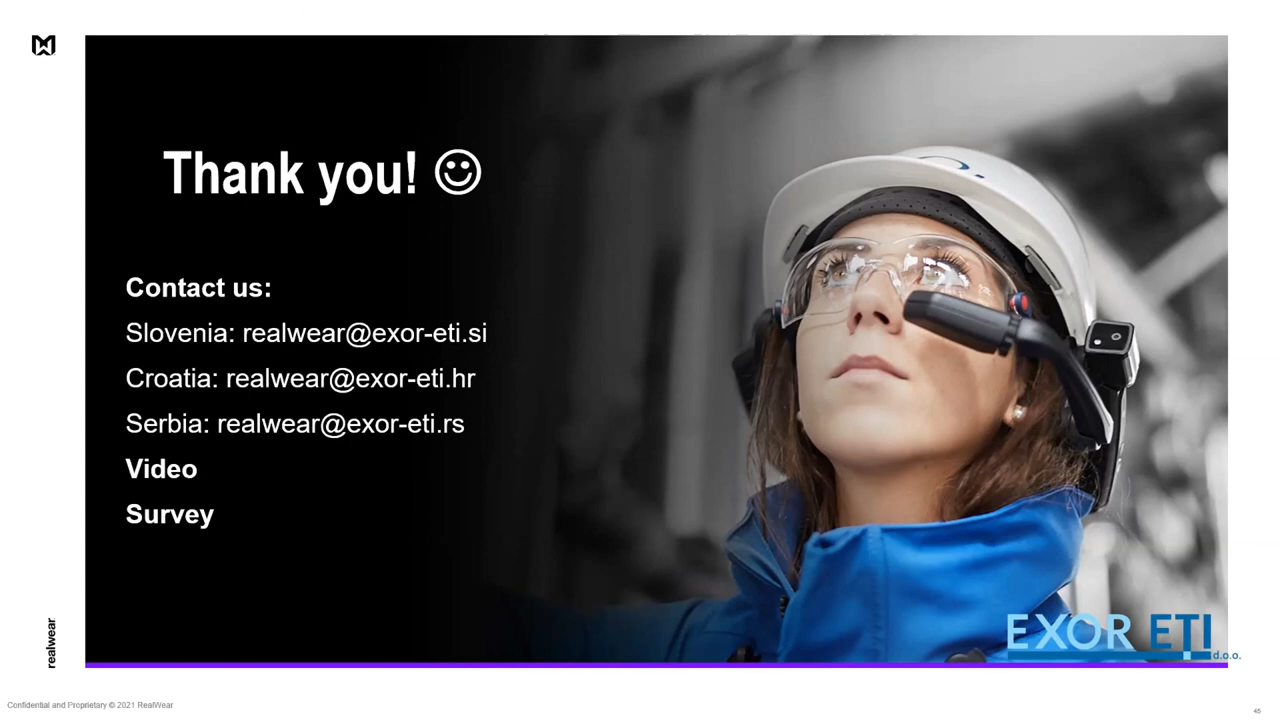 Thank you! ☺
Contact us:
Slovenia: realwear@exor-eti.si
Croatia: realwear@exor-eti.hr
Serbia: realwear@exor-eti.rs
Video
Survey
EXOR ETI
d.o.o.
realwear
Confidential and Proprietary © 2021 RealWear
45